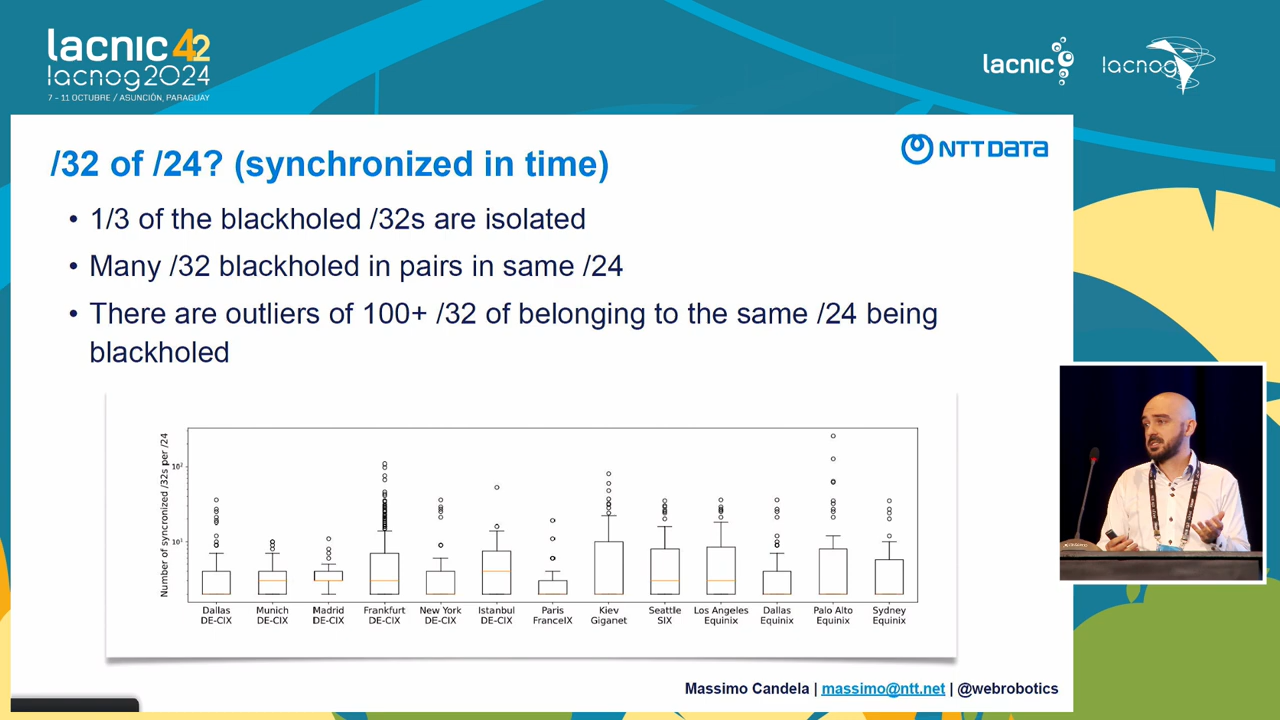 lacnic 42
lacnog 2024
7 - 11 OCTUBRE / ASUNCIÓN, PARAGUAY
lacnic
lacnog
/32 of /24? (synchronized in time)
NTT DATA
• 1/3 of the blackholed /32s are isolated
• Many /32 blackholed in pairs in same /24
• There are outliers of 100+ /32 of belonging to the same /24 being
blackholed
Number of syncronized /32s per /24
10²
10¹
Dallas DE-CIX
Munich DE-CIX
Madrid DE-CIX
Frankfurt DE-CIX
New York DE-CIX
Istanbul DE-CIX
Paris FranceIX
Kiev Giganet
Seattle SIX
Los Angeles Equinix
Dallas Equinix
Palo Alto Equinix
Sydney Equinix
Massimo Candela | massimo@ntt.net | @webrobotics